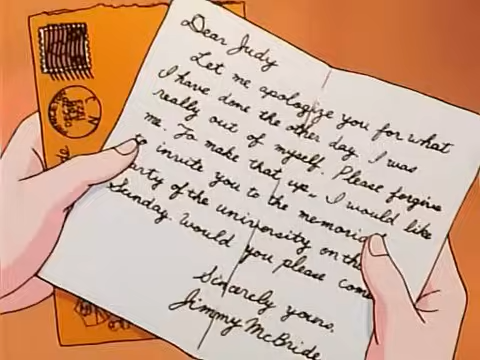 Dear Judy
Let me apologize you for what
I have done the other day. I was
really out of myself. Please forgive
me. To make that up, I would like
to invite you to the memorial
party of the university on the
Sunday. Would you please come
Sincerely yours,
Jimmy McBride